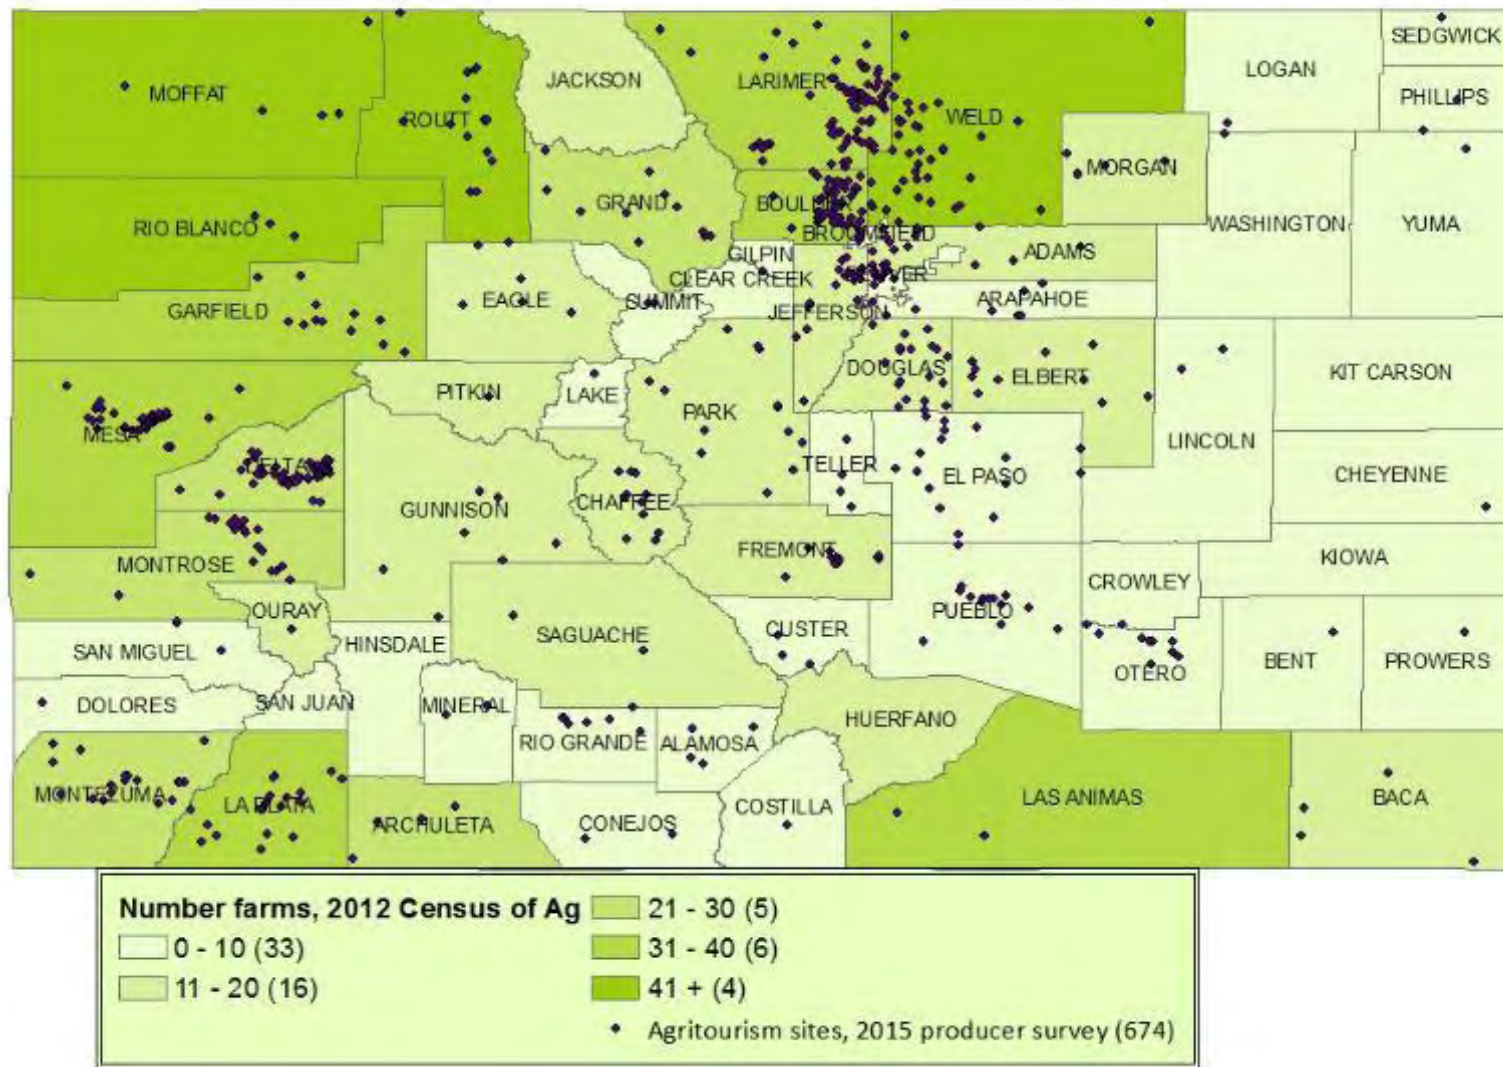 SEDGWICK
LOGAN
JACKSON
LARIMER
MOFFAT
PHILLIPS
ROUTT
WELD
MORGAN
GRAND
BOULDER
WASHINGTON
YUMA
RIO BLANCO
BROOMFIELD
GILPIN
ADAMS
CLEAR CREEK
DENVER
EAGLE
SUMMIT
ARAPAHOE
GARFIELD
JEFFERSON
DOUGLAS
ELBERT
KIT CARSON
PITKIN
LAKE
PARK
MESA
LINCOLN
DELTA
TELLER
EL PASO
CHEYENNE
GUNNISON
CHAFFEE
FREMONT
MONTROSE
KIOWA
CROWLEY
OURAY
PUEBLO
CUSTER
SAGUACHE
HINSDALE
SAN MIGUEL
BENT
PROWERS
OTERO
DOLORES
SAN JUAN
MINERAL
HUERFANO
RIO GRANDE
ALAMOSA
MONTEZUMA
LA PLATA
COSTILLA
LAS ANIMAS
BACA
ARCHULETA
CONEJOS
Number farms, 2012 Census of Ag
0 - 10 (33)
11 - 20 (16)
21 - 30 (5)
31 - 40 (6)
41 + (4)
Agritourism sites, 2015 producer survey (674)